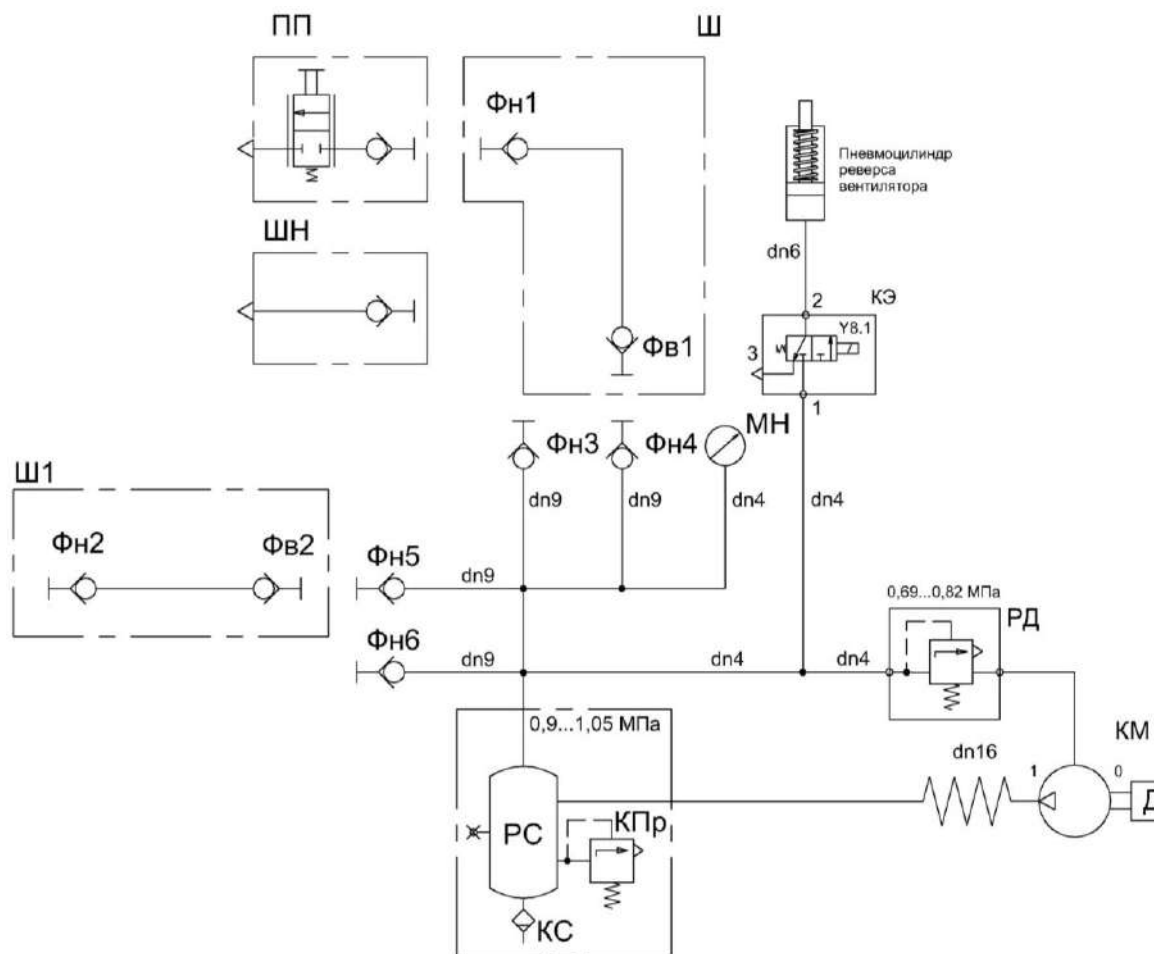 ПП
Ш
Фн1
Пневмоцилиндр
реверса
вентилятора
ШН
dn6
2
КЭ
Y8.1
3
Фв1
1
МН
Фн3
Фн4
Ш1
dn9
dn9
dn4
dn4
Фн2
Фв2
Фн5
dn9
0,69...0,82 МПа
РД
Фн6
dn9
dn4
dn4
0,9...1,05 МПа
КМ
dn16
1
0
Д
КПр
РС
КС